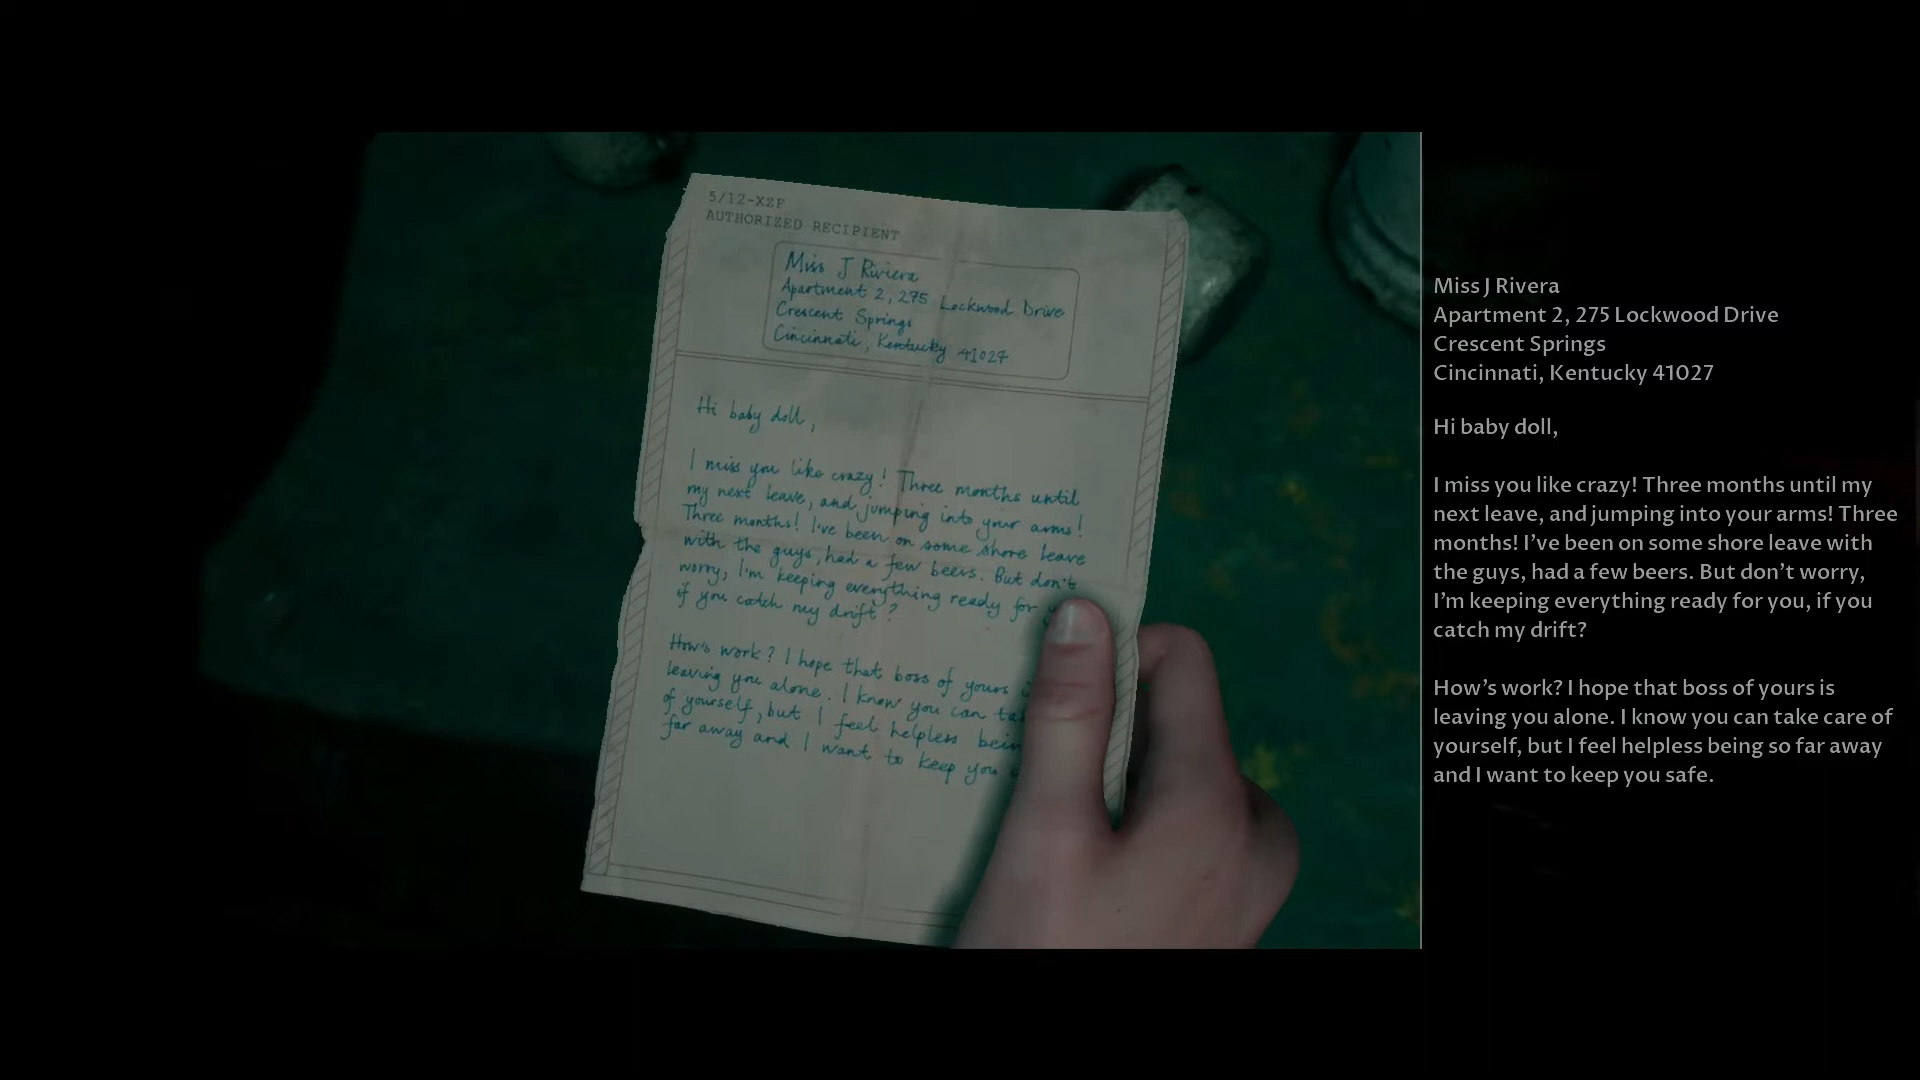 5/12-XZF
AUTHORIZED RECIPIENT
Miss J Riviera
Apartment 2, 275 Lockwood Drive
Crescent Springs
Cincinnati, Kentucky 41027
Hi baby doll,
I miss you like crazy! Three months until
my next leave, and jumping into your arms!
Three months! I've been on some shore leave
with the guys, had a few beers. But don't
worry, I'm keeping everything ready for
if you catch my drift?
How's work? I hope that boss of yours
leaving you alone. I know you can
of yourself, but I feel helpless
far away and I want to keep you
Miss J Rivera
Apartment 2, 275 Lockwood Drive
Crescent Springs
Cincinnati, Kentucky 41027
Hi baby doll,
I miss you like crazy! Three months until my
next leave, and jumping into your arms! Three
months! I've been on some shore leave with
the guys, had a few beers. But don't worry,
I'm keeping everything ready for you, if you
catch my drift?
How's work? I hope that boss of yours is
leaving you alone. I know you can take care of
yourself, but I feel helpless being so far away
and I want to keep you safe.